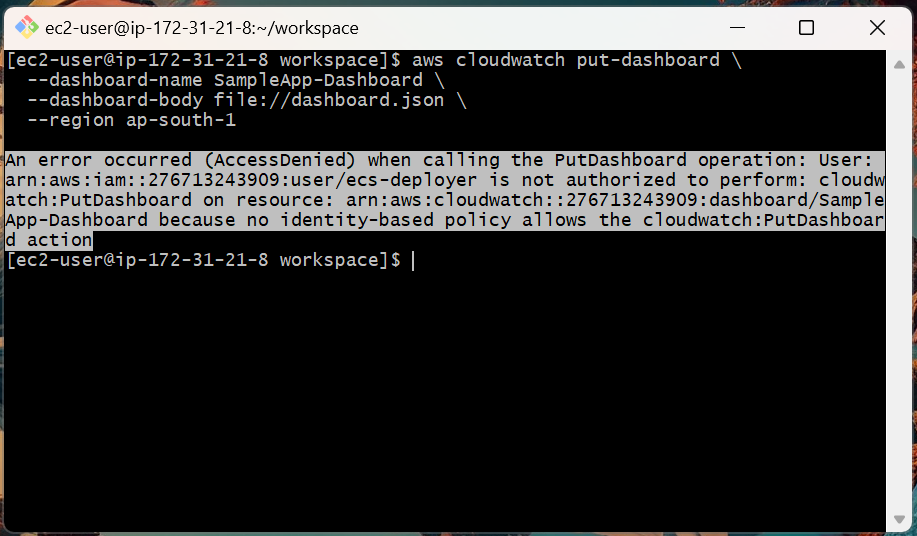 ec2-user@ip-172-31-21-8:~/workspace
[ec2-user@ip-172-31-21-8 workspace]$ aws cloudwatch put-dashboard \
  --dashboard-name SampleApp-Dashboard \
  --dashboard-body file://dashboard.json \
  --region ap-south-1
An error occurred (AccessDenied) when calling the PutDashboard operation: User:
arn:aws:iam::276713243909:user/ecs-deployer is not authorized to perform: cloudw
atch:PutDashboard on resource: arn:aws:cloudwatch::276713243909:dashboard/Sample
App-Dashboard because no identity-based policy allows the cloudwatch:PutDashboar
d action
[ec2-user@ip-172-31-21-8 workspace]$